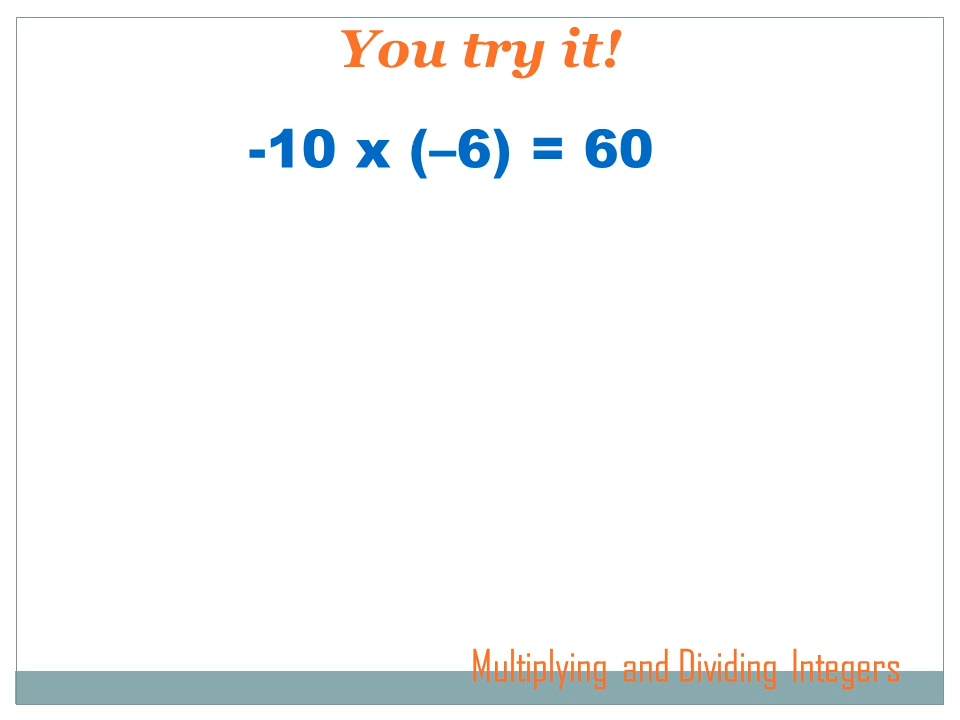 You try it!
-10 x (–6) = 60
Multiplying and Dividing Integers